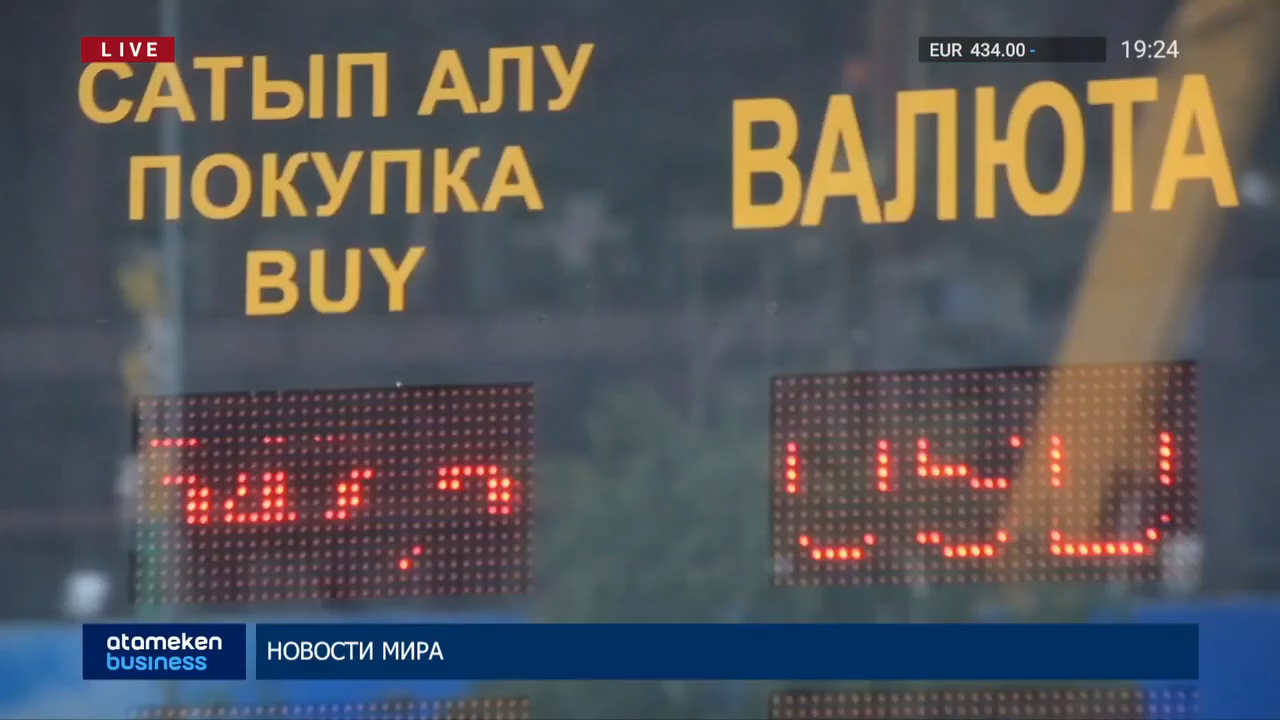 LIVE
EUR 434.00 -
19:24
САТЫП АЛУ
ПОКУПКА
BUY
ВАЛЮТА
atameken
business
НОВОСТИ МИРА